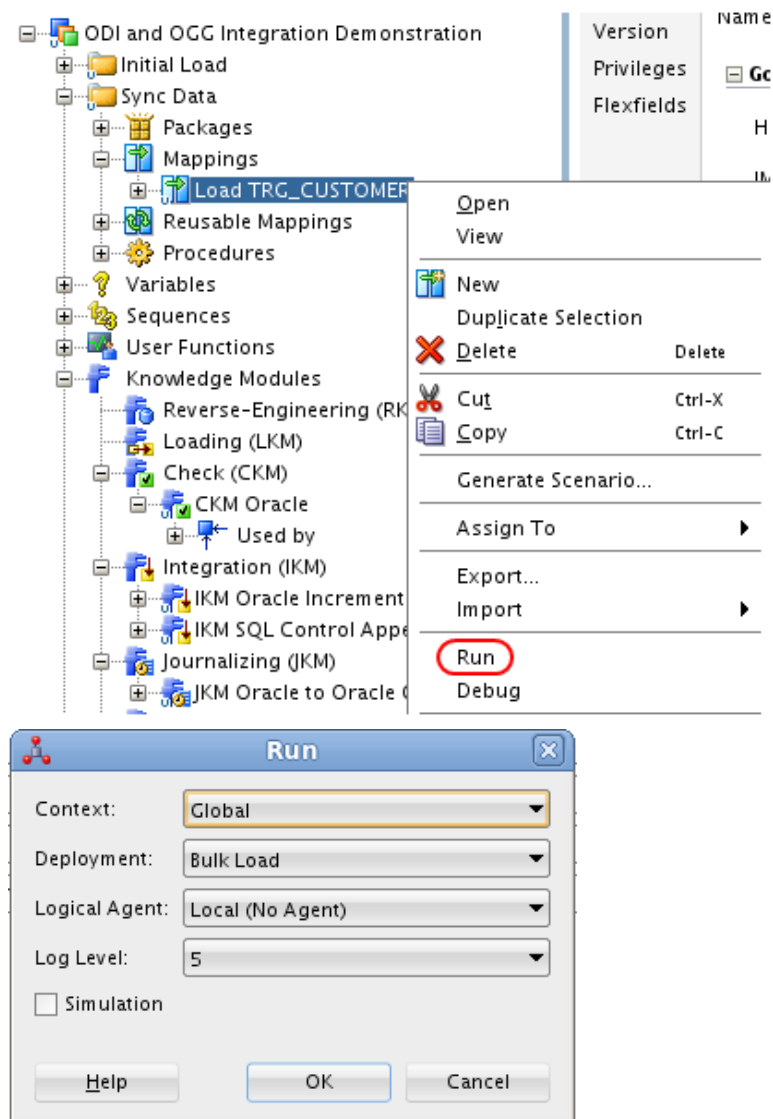 ODI and OGG Integration Demonstration
Initial Load
Sync Data
Packages
Mappings
Load TRG_CUSTOMER
Reusable Mappings
Procedures
Variables
Sequences
User Functions
Knowledge Modules
Reverse-Engineering (RK
Loading (LKM)
Check (CKM)
CKM Oracle
Used by
Integration (IKM)
IKM Oracle Increment
IKM SQL Control Appe
Journalizing (JKM)
JKM Oracle to Oracle
Version
Privileges
Flexfields
Name
Go
H
Open
View
New
Duplicate Selection
Delete Delete
Cut Ctrl-X
Copy Ctrl-C
Generate Scenario...
Assign To
Export...
Import
Run
Debug
Run
Context: Global
Deployment: Bulk Load
Logical Agent: Local (No Agent)
Log Level: 5
Simulation
Help OK Cancel